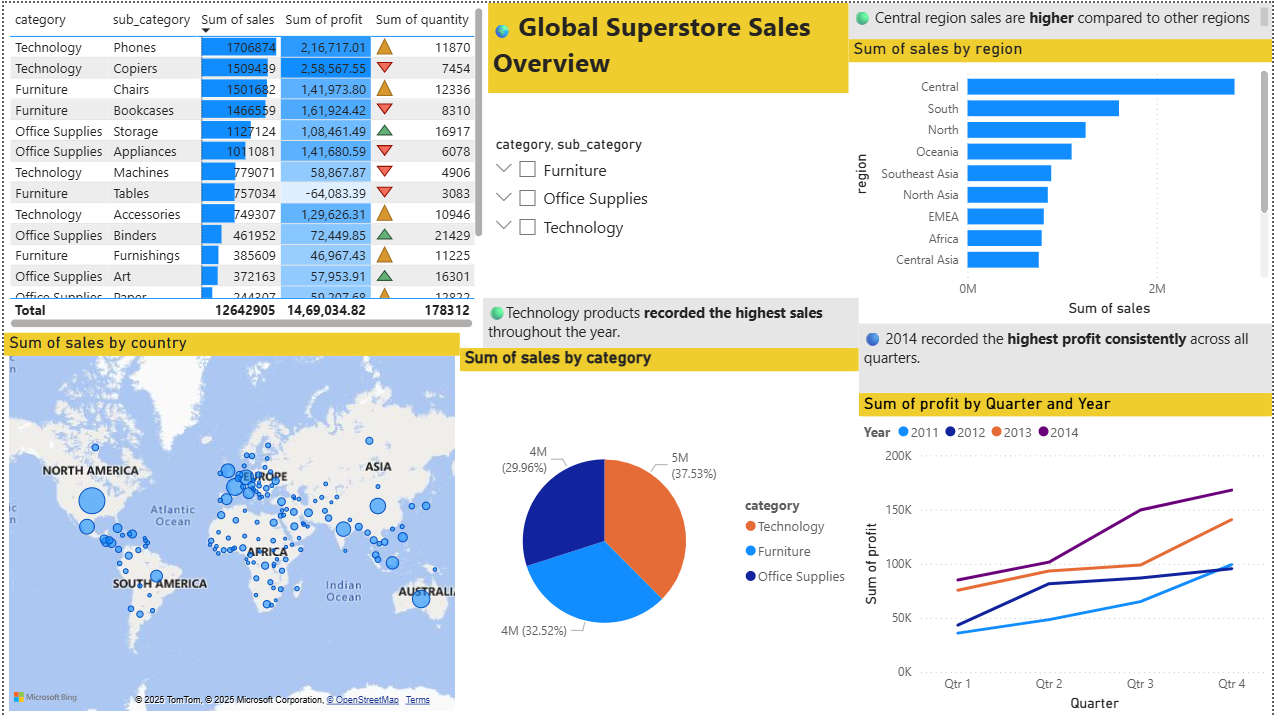 category sub_category Sum of sales Sum of profit Sum of quantity
Technology Phones 1706874 2,16,717.01 11870
Technology Copiers 1509439 2,58,567.55 7454
Furniture Chairs 1501682 1,41,973.80 12336
Furniture Bookcases 1466559 1,61,924.42 8310
Office Supplies Storage 1127124 1,08,461.49 16917
Office Supplies Appliances 1011081 1,41,680.59 6078
Technology Machines 779071 58,867.87 4906
Furniture Tables 757034 -64,083.39 3083
Technology Accessories 749307 1,29,626.31 10946
Office Supplies Binders 461952 72,449.85 21429
Furniture Furnishings 385609 46,967.43 11225
Office Supplies Art 372163 57,953.91 16301
Office Supplies Paper 244307 59,207.68 12822
Total 12642905 14,69,034.82 178312
Global Superstore Sales
Overview
category, sub_category
Furniture
Office Supplies
Technology
Central region sales are higher compared to other regions
Sum of sales by region
region
Central
South
North
Oceania
Southeast Asia
North Asia
EMEA
Africa
Central Asia
0M 2M
Sum of sales
Sum of sales by country
NORTH AMERICA
EUROPE
ASIA
Atlantic
Ocean
AFRICA
SOUTH AMERICA
Indian
Ocean
AUSTRALI
Microsoft Bing
© 2025 TomTom, © 2025 Microsoft Corporation, © OpenStreetMap Terms
Technology products recorded the highest sales
throughout the year.
Sum of sales by category
4M
(29.96%)
5M
(37.53%)
4M (32.52%)
category
Technology
Furniture
Office Supplies
2014 recorded the highest profit consistently across all
quarters.
Sum of profit by Quarter and Year
Year 2011 2012 2013 2014
Sum of profit
200K
150K
100K
50K
0K
Qtr 1 Qtr 2 Qtr 3 Qtr 4
Quarter